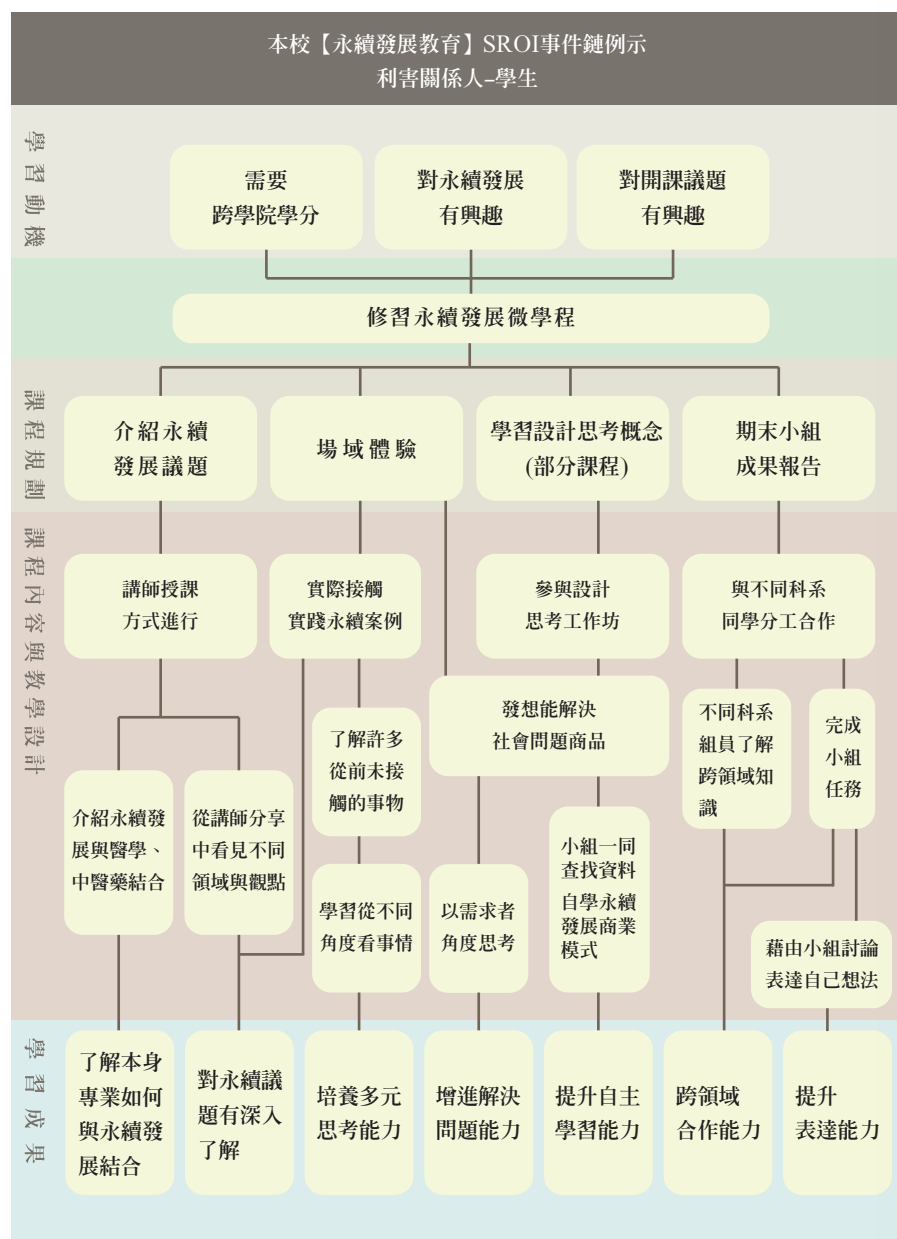 本校【永續發展教育】SROI事件鏈例示
利害關係人–學生
學習動機
需要
跨學院學分
對永續發展
有興趣
對開課議題
有興趣
修習永續發展微學程
課程規劃
介紹永續
發展議題
場域體驗
學習設計思考概念
(部分課程)
期末小組
成果報告
課程內容與教學設計
講師授課
方式進行
實際接觸
實踐永續案例
參與設計
思考工作坊
與不同科系
同學分工合作
發想能解決
社會問題商品
不同科系
組員了解
跨領域知
識
完成
小組
任務
了解許多
從前未接
觸的事物
介紹永續發
展與醫學、
中醫藥結合
從講師分享
中看見不同
領域與觀點
學習從不同
角度看事情
以需求者
角度思考
小組一同
查找資料
自學永續
發展商業
模式
藉由小組討論
表達自己想法
學習成果
了解本身
專業如何
與永續發
展結合
對永續議
題有深入
了解
培養多元
思考能力
增進解決
問題能力
提升自主
學習能力
跨領域
合作能力
提升
表達能力